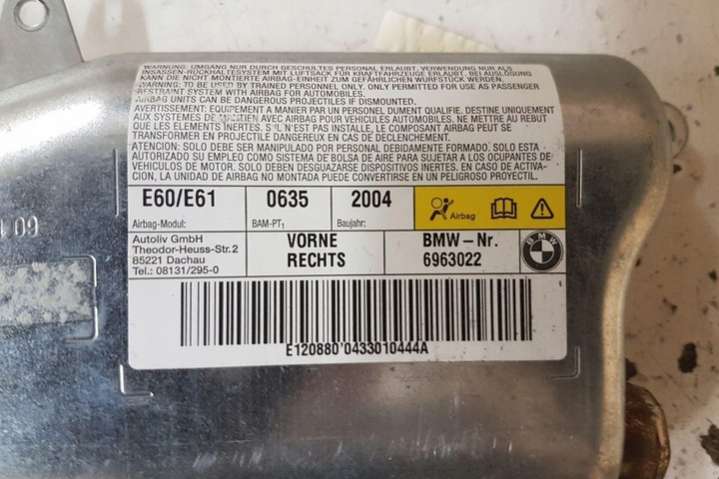 WARNUNG: UMGANG NUR DURCH GESCHULTES PERSONAL ERLAUBT, VERWENDUNG NUR ALS
INSASSEN-RÜCKHALTESYSTEM MIT LUFTSACK FÜR KRAFTFAHRZEUGE ERLAUBT. BEI AUSLÖSUNG
KANN DIE NICHT MONTIERTE AIRBAG-EINHEIT ZUM GEFÄHRLICHEN WURFSTÜCK WERDEN.
WARNING: TO BE USED BY TRAINED PERSONNEL ONLY. ONLY PERMITTED FOR USE AS PASSENGER
RESTRAINT SYSTEM WITH AIRBAG FOR AUTOMOBILES.
AIRBAG UNITS CAN BE DANGEROUS PROJECTILES IF DISMOUNTED.
AVERTISSEMENT: EQUIPEMENT A MANIER PAR UN PERSONEL DUMENT QUALIFIE. DESTINE UNIQUEMENT
AUX SYSTEMES DE MAINTIEN AVEC AIRBAG POUR VEHICULES AUTOMOBILES. NE METTRE AU REBUT
QUE LES ELEMENTS INERTES. S'IL N'EST PAS INSTALLE, LE COMPOSANT AIRBAG PEUT SE
TRANSFORMER EN PROJECTILE DANGEREUX EN CAS DE DECLENCHEMENT.
ATENCION: SOLO DEBE SER MANIPULADO POR PERSONAL DEBIDAMENTE FORMADO. SOLO ESTA
AUTORIZADO SU EMPLEO COMO SISTEMA DE BOLSA DE AIRE PARA SUJETAR A LOS OCUPANTES DE
VEHICULOS DE MOTOR. SOLO DEBEN DESGUAZARSE DISPOSITIVOS INERTES. EN CASO DE ACTIVA-
CION, LA UNIDAD DE AIRBAG NO MONTADA PUEDE CONVERTIRSE EN UN PELIGROSO PROYECTIL.
E60/E61 0635 2004
Airbag-Modul: BAM-PT1 Baujahr: Airbag
Autoliv GmbH
Theodor-Heuss-Str.2
85221 Dachau
Tel.: 08131/295-0
VORNE
RECHTS
BMW-Nr.
6963022
BMW
E120880'0433010444A